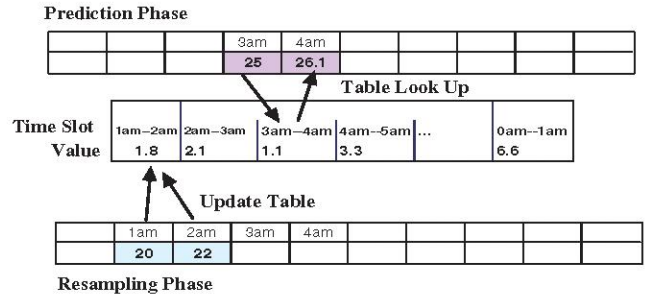 Prediction Phase
3am 4am
25 26.1
Table Look Up
Time Slot 1am--2am 2am--3am 3am--4am 4am--5am ... 0am--1am
Value 1.8 2.1 1.1 3.3 6.6
Update Table
1am 2am 3am 4am
20 22
Resampling Phase